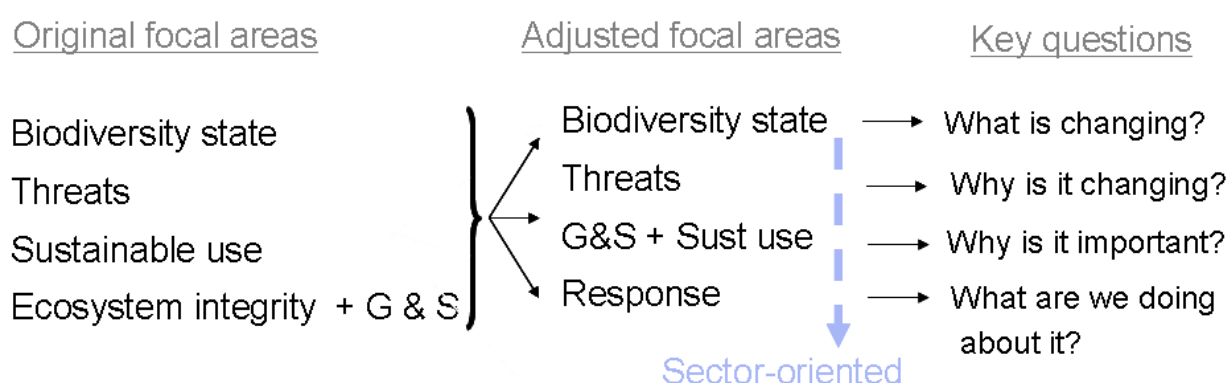 Original focal areas
Adjusted focal areas
Key questions
Biodiversity state
Threats
Sustainable use
Ecosystem integrity + G & S
Biodiversity state
Threats
G&S + Sust use
Response
What is changing?
Why is it changing?
Why is it important?
What are we doing
about it?
Sector-oriented